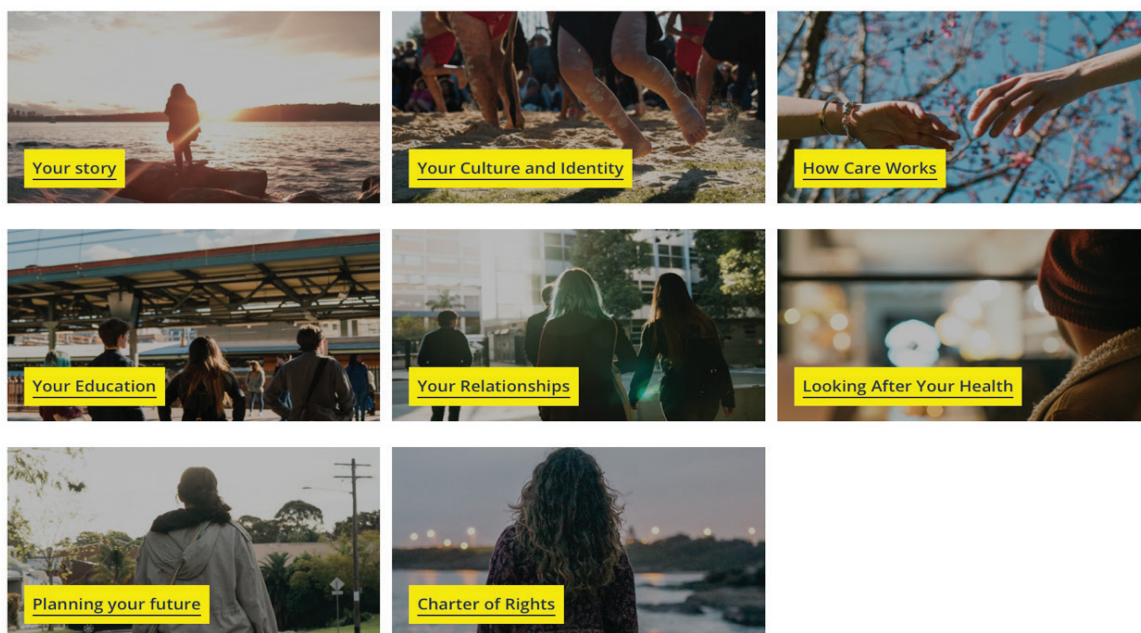 Your story
Your Culture and Identity
How Care Works
Your Education
Your Relationships
Looking After Your Health
Planning your future
Charter of Rights